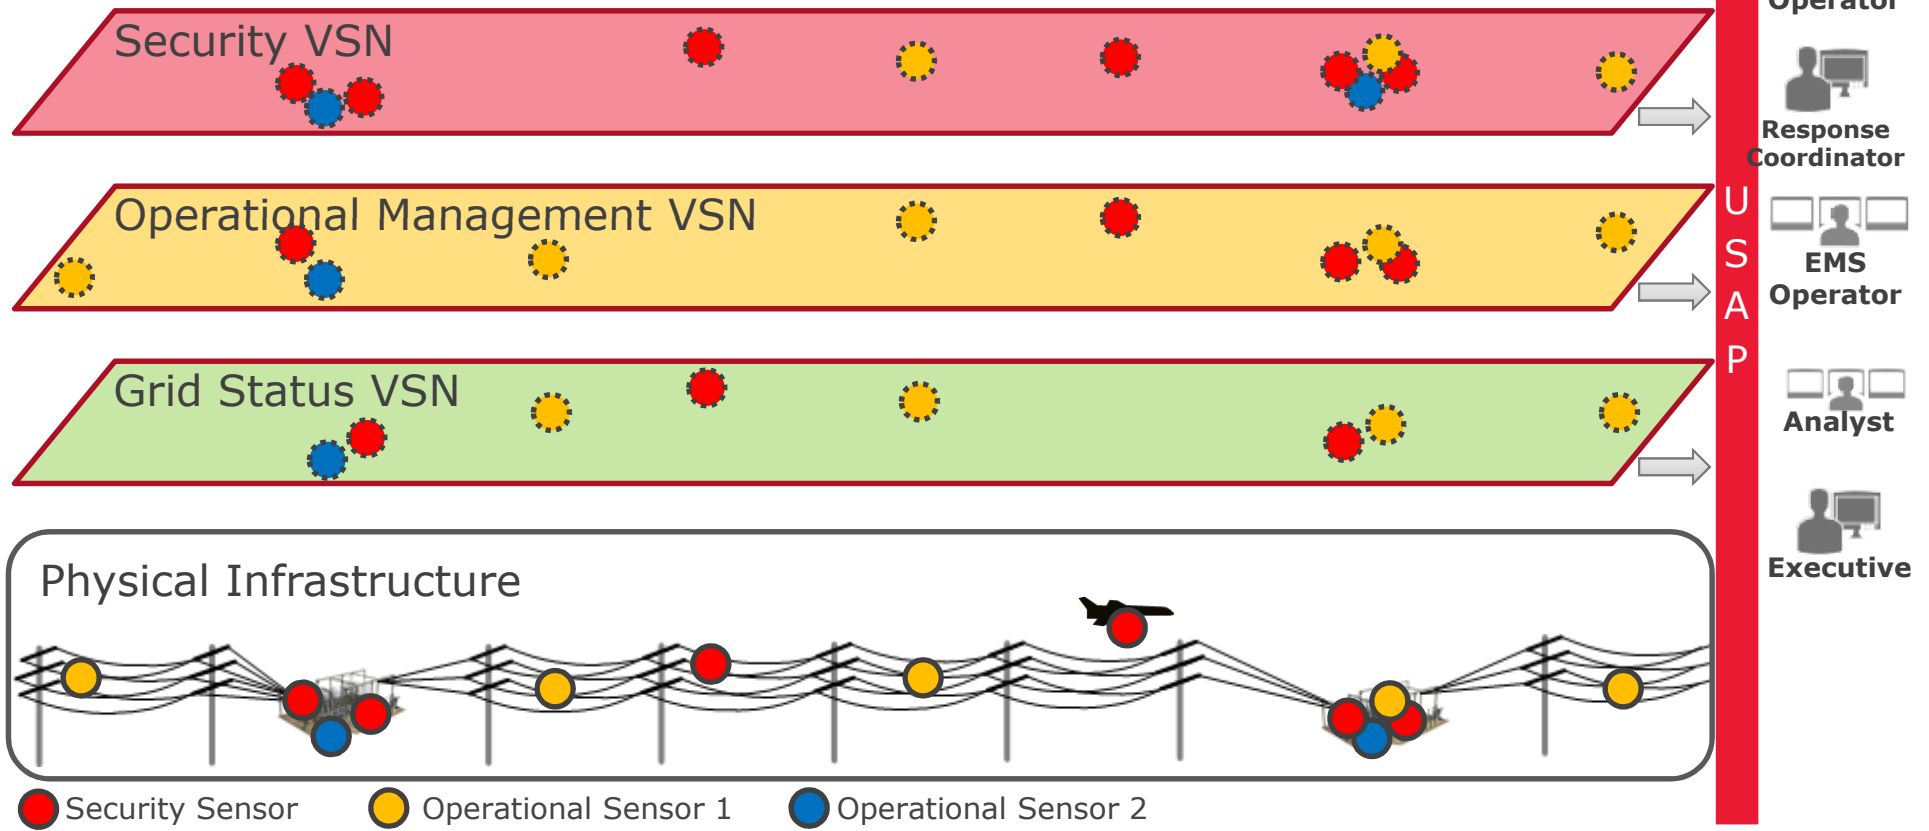 Operator
Security VSN
Response
Coordinator
Operational Management VSN
U
S
A
P
EMS
Operator
Grid Status VSN
Analyst
Executive
Physical Infrastructure
Security Sensor
Operational Sensor 1
Operational Sensor 2